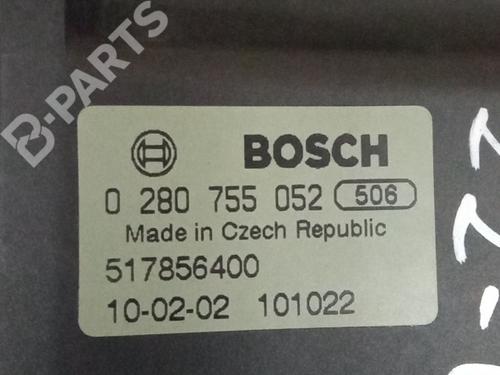 B-PARTS
BOSCH
0 280 755 052 506
Made in Czech Republic
517856400
10-02-02 101022